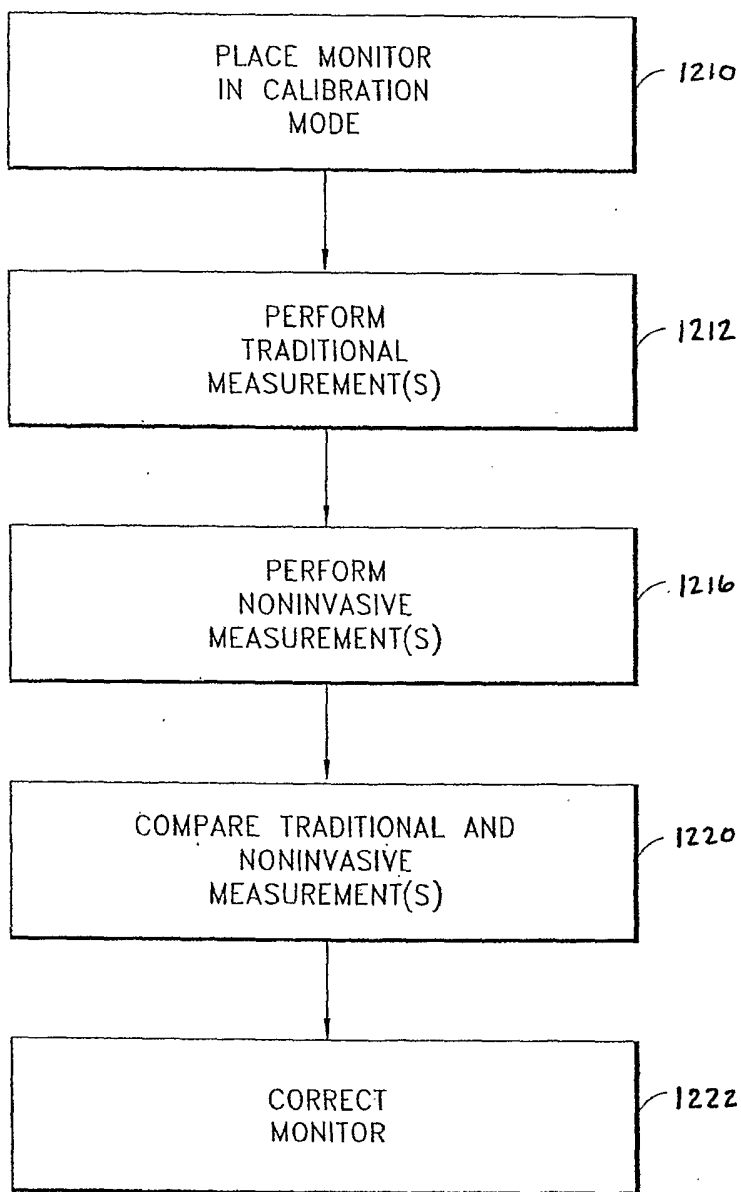 PLACE MONITOR
IN CALIBRATION
MODE
1210
PERFORM
TRADITIONAL
MEASUREMENT(S)
1212
PERFORM
NONINVASIVE
MEASUREMENT(S)
1216
COMPARE TRADITIONAL AND
NONINVASIVE
MEASUREMENT(S)
1220
CORRECT
MONITOR
1222